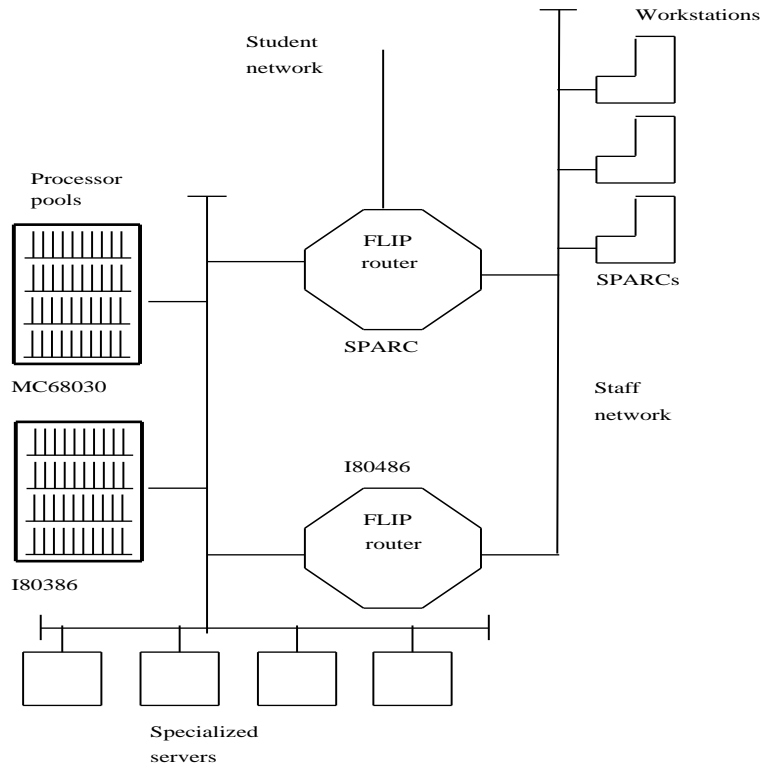 Workstations
Student
network
Processor
pools
FLIP
router
SPARCs
SPARC
MC68030
Staff
network
I80486
FLIP
router
I80386
Specialized
servers